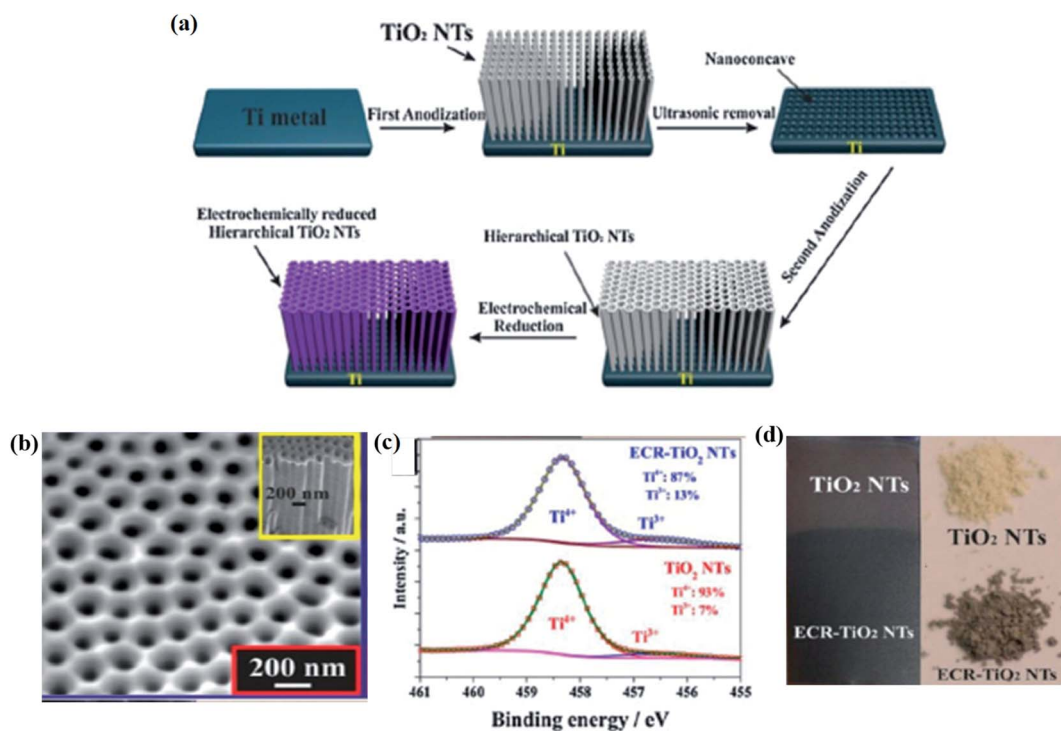 (a)
TiO₂ NTs
Nanoconcave
Ti metal
First Anodization
Ultrasonic removal
Ti
Ti
Second Anodization
Electrochemically reduced
Hierarchical TiO₂ NTs
Hierarchical TiO₂ NTs
Electrochemical
Reduction
Ti
Ti
(b)
200 nm
200 nm
(c)
ECR-TiO₂ NTs
Ti⁴⁺: 87%
Ti³⁺: 13%
Ti⁴⁺
Ti³⁺
TiO₂ NTs
Ti⁴⁺: 93%
Ti³⁺: 7%
Ti⁴⁺
Ti³⁺
Intensity / a.u.
461 460 459 458 457 456 455
Binding energy / eV
(d)
TiO₂ NTs
TiO₂ NTs
ECR-TiO₂ NTs
ECR-TiO₂ NTs